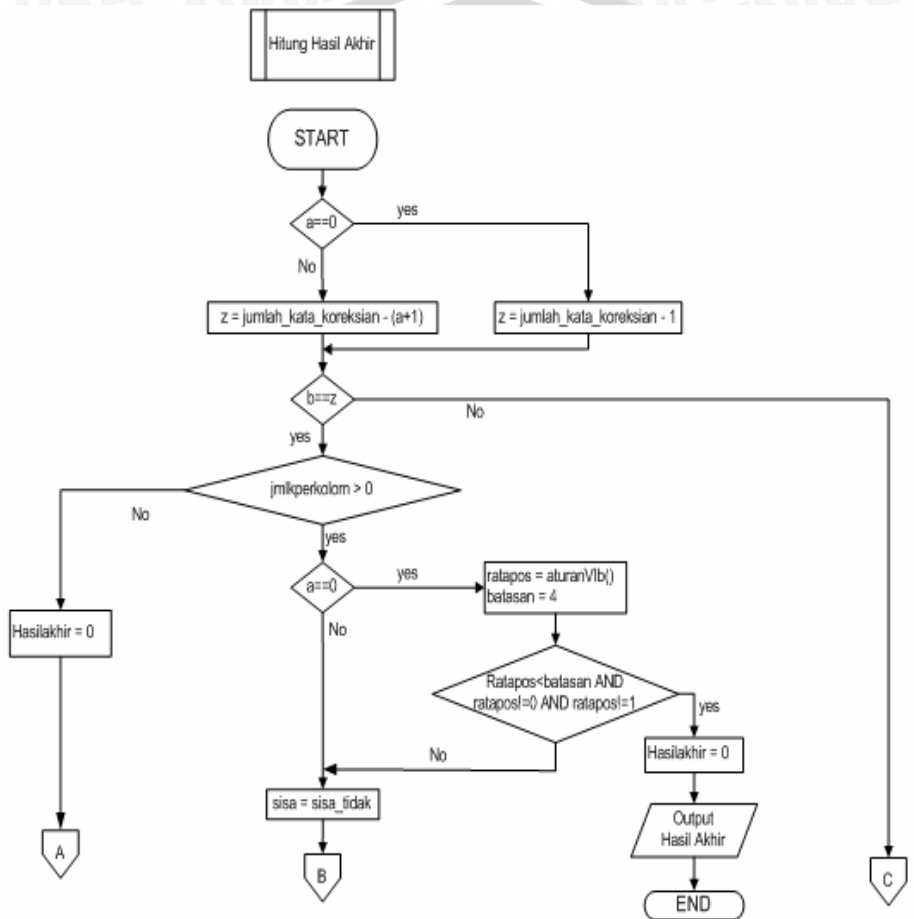 Hitung Hasil Akhir
START
a==0
yes
No
z = jumlah_kata_koreksian - (a+1)
z = jumlah_kata_koreksian - 1
b==z
No
yes
jmlkperkolom > 0
No
yes
a==0
yes
No
ratapos = aturanVIb()
batasan = 4
Hasilakhir = 0
Ratapos<batasan AND
ratapos!=0 AND ratapos!=1
yes
No
Hasilakhir = 0
sisa = sisa_tidak
Output
Hasil Akhir
A
B
C
END